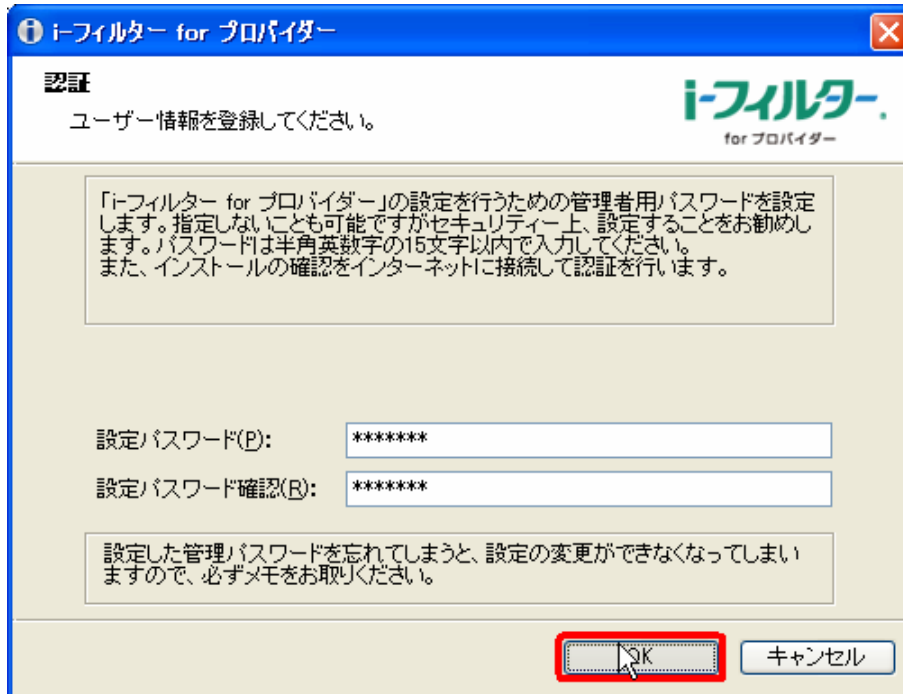 i-フィルター for プロバイダー
認証
ユーザー情報を登録してください。
i-フィルター.
for プロバイダー
「i-フィルター for プロバイダー」の設定を行うための管理者用パスワードを設定
します。指定しないことも可能ですがセキュリティー上、設定することをお勧めし
ます。パスワードは半角英数字の15文字以内で入力してください。
また、インストールの確認をインターネットに接続して認証を行います。
設定パスワード(P): *******
設定パスワード確認(R): *******
設定した管理パスワードを忘れてしまうと、設定の変更ができなくなってしまい
ますので、必ずメモをお取りください。
OK キャンセル